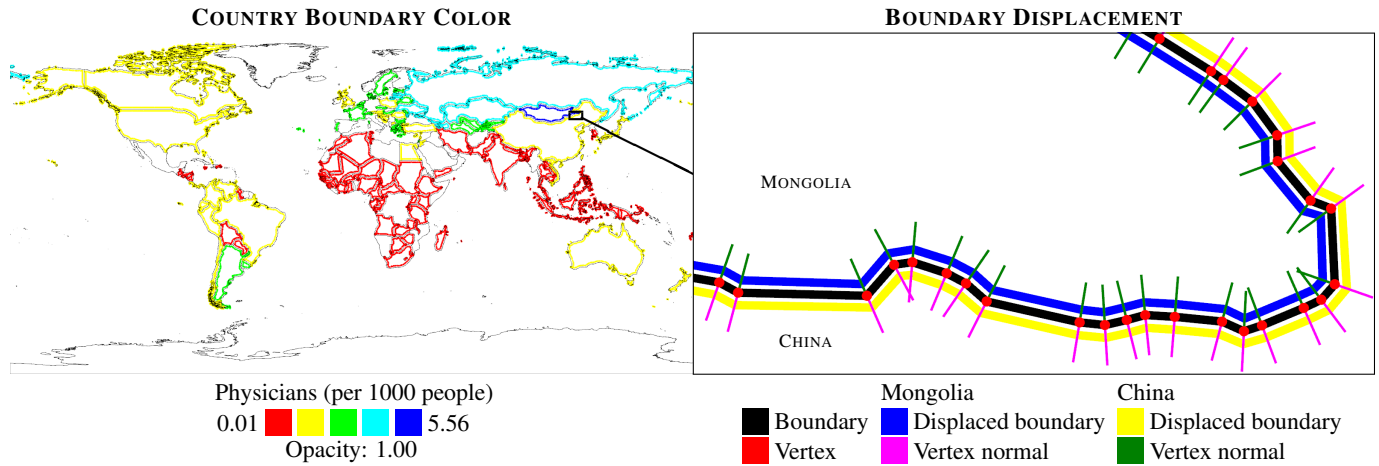 COUNTRY BOUNDARY COLOR
BOUNDARY DISPLACEMENT
MONGOLIA
CHINA
Physicians (per 1000 people)
0.01 5.56
Opacity: 1.00
Mongolia China
Boundary Displaced boundary Displaced boundary
Vertex Vertex normal Vertex normal